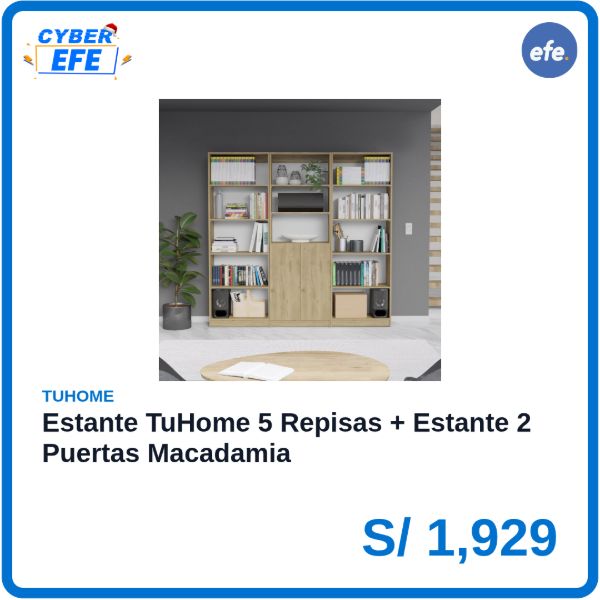 CYBER
EFE
efe.
TUHOME
Estante TuHome 5 Repisas + Estante 2
Puertas Macadamia
S/ 1,929